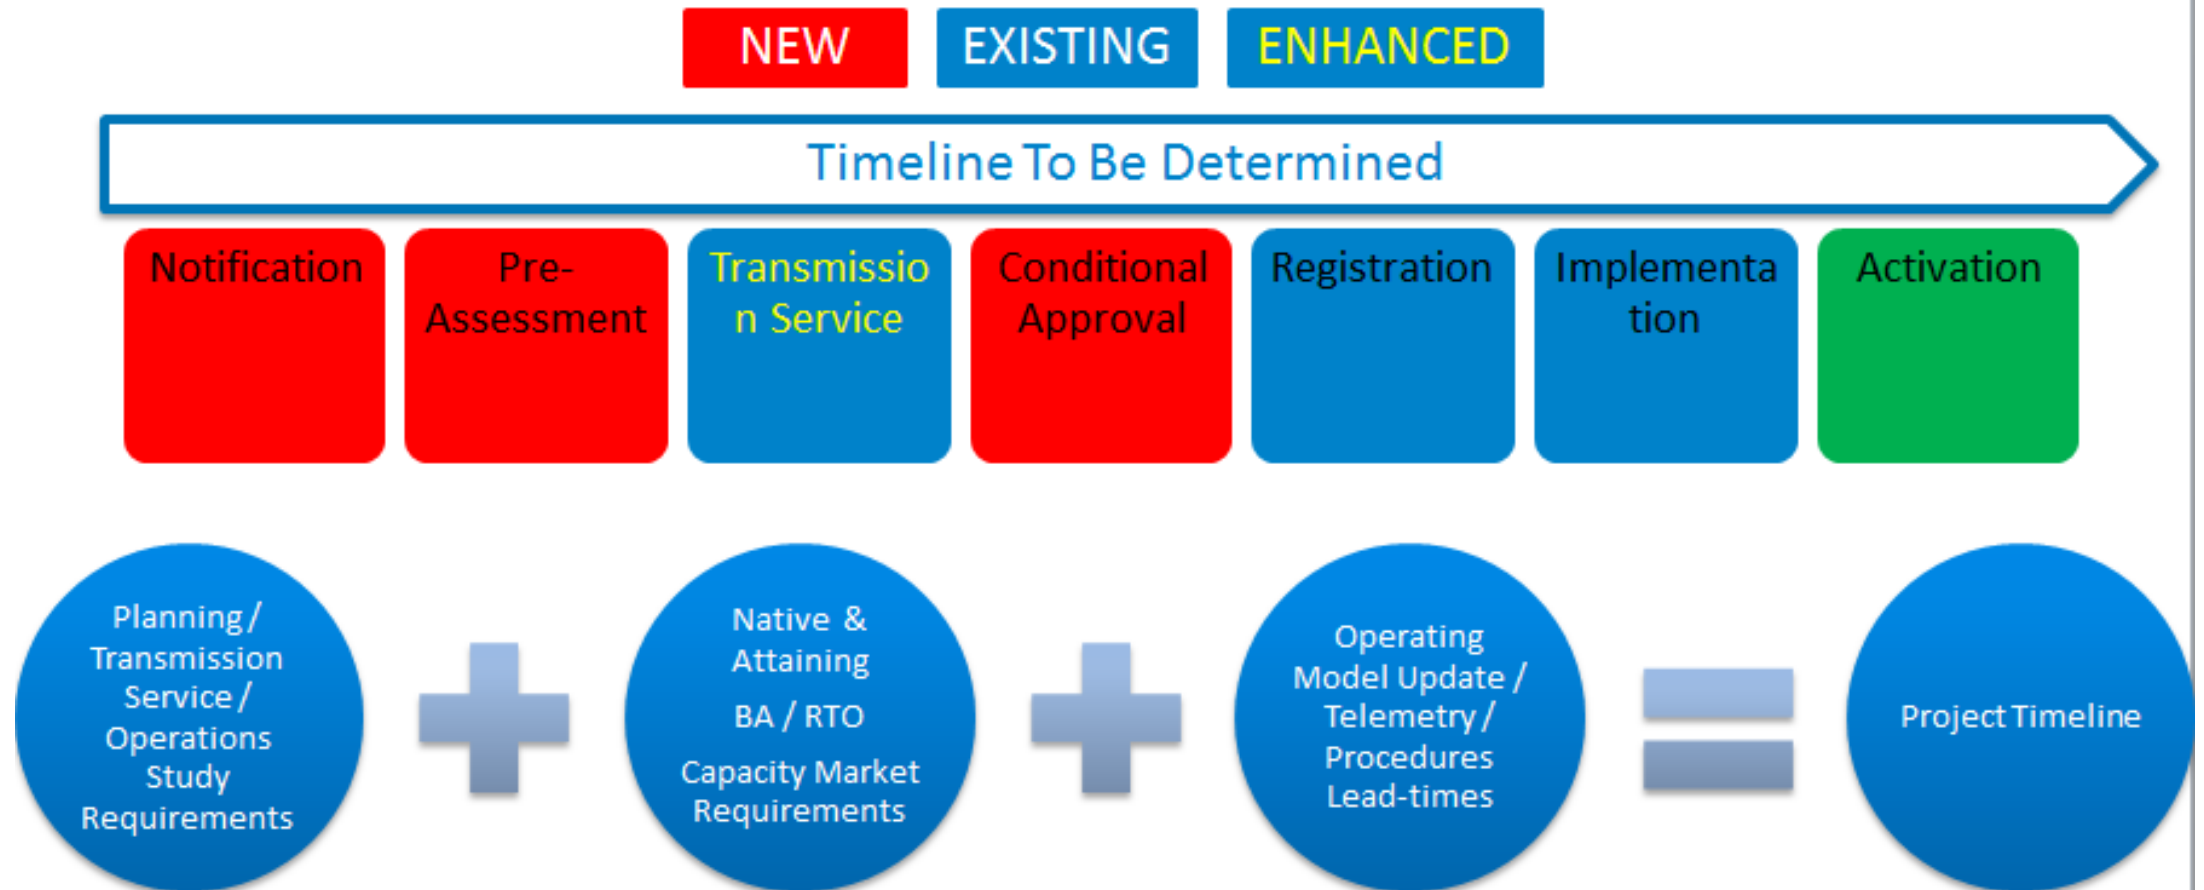 NEW
EXISTING
ENHANCED
Timeline To Be Determined
Notification
Pre-
Assessment
Transmissio
n Service
Conditional
Approval
Registration
Implementa
tion
Activation
Planning /
Transmission
Service /
Operations
Study
Requirements
Native &
Attaining
BA / RTO
Capacity Market
Requirements
Operating
Model Update /
Telemetry /
Procedures
Lead-times
Project Timeline